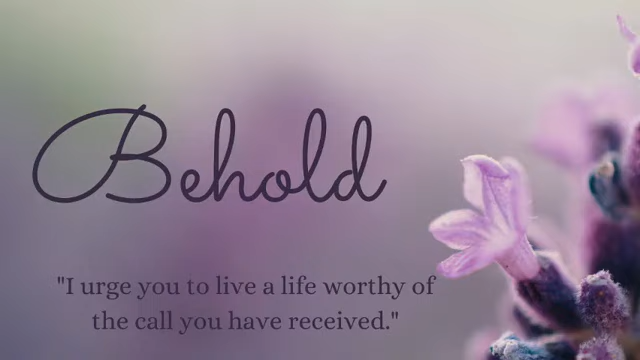 Behold
"I urge you to live a life worthy of
the call you have received."